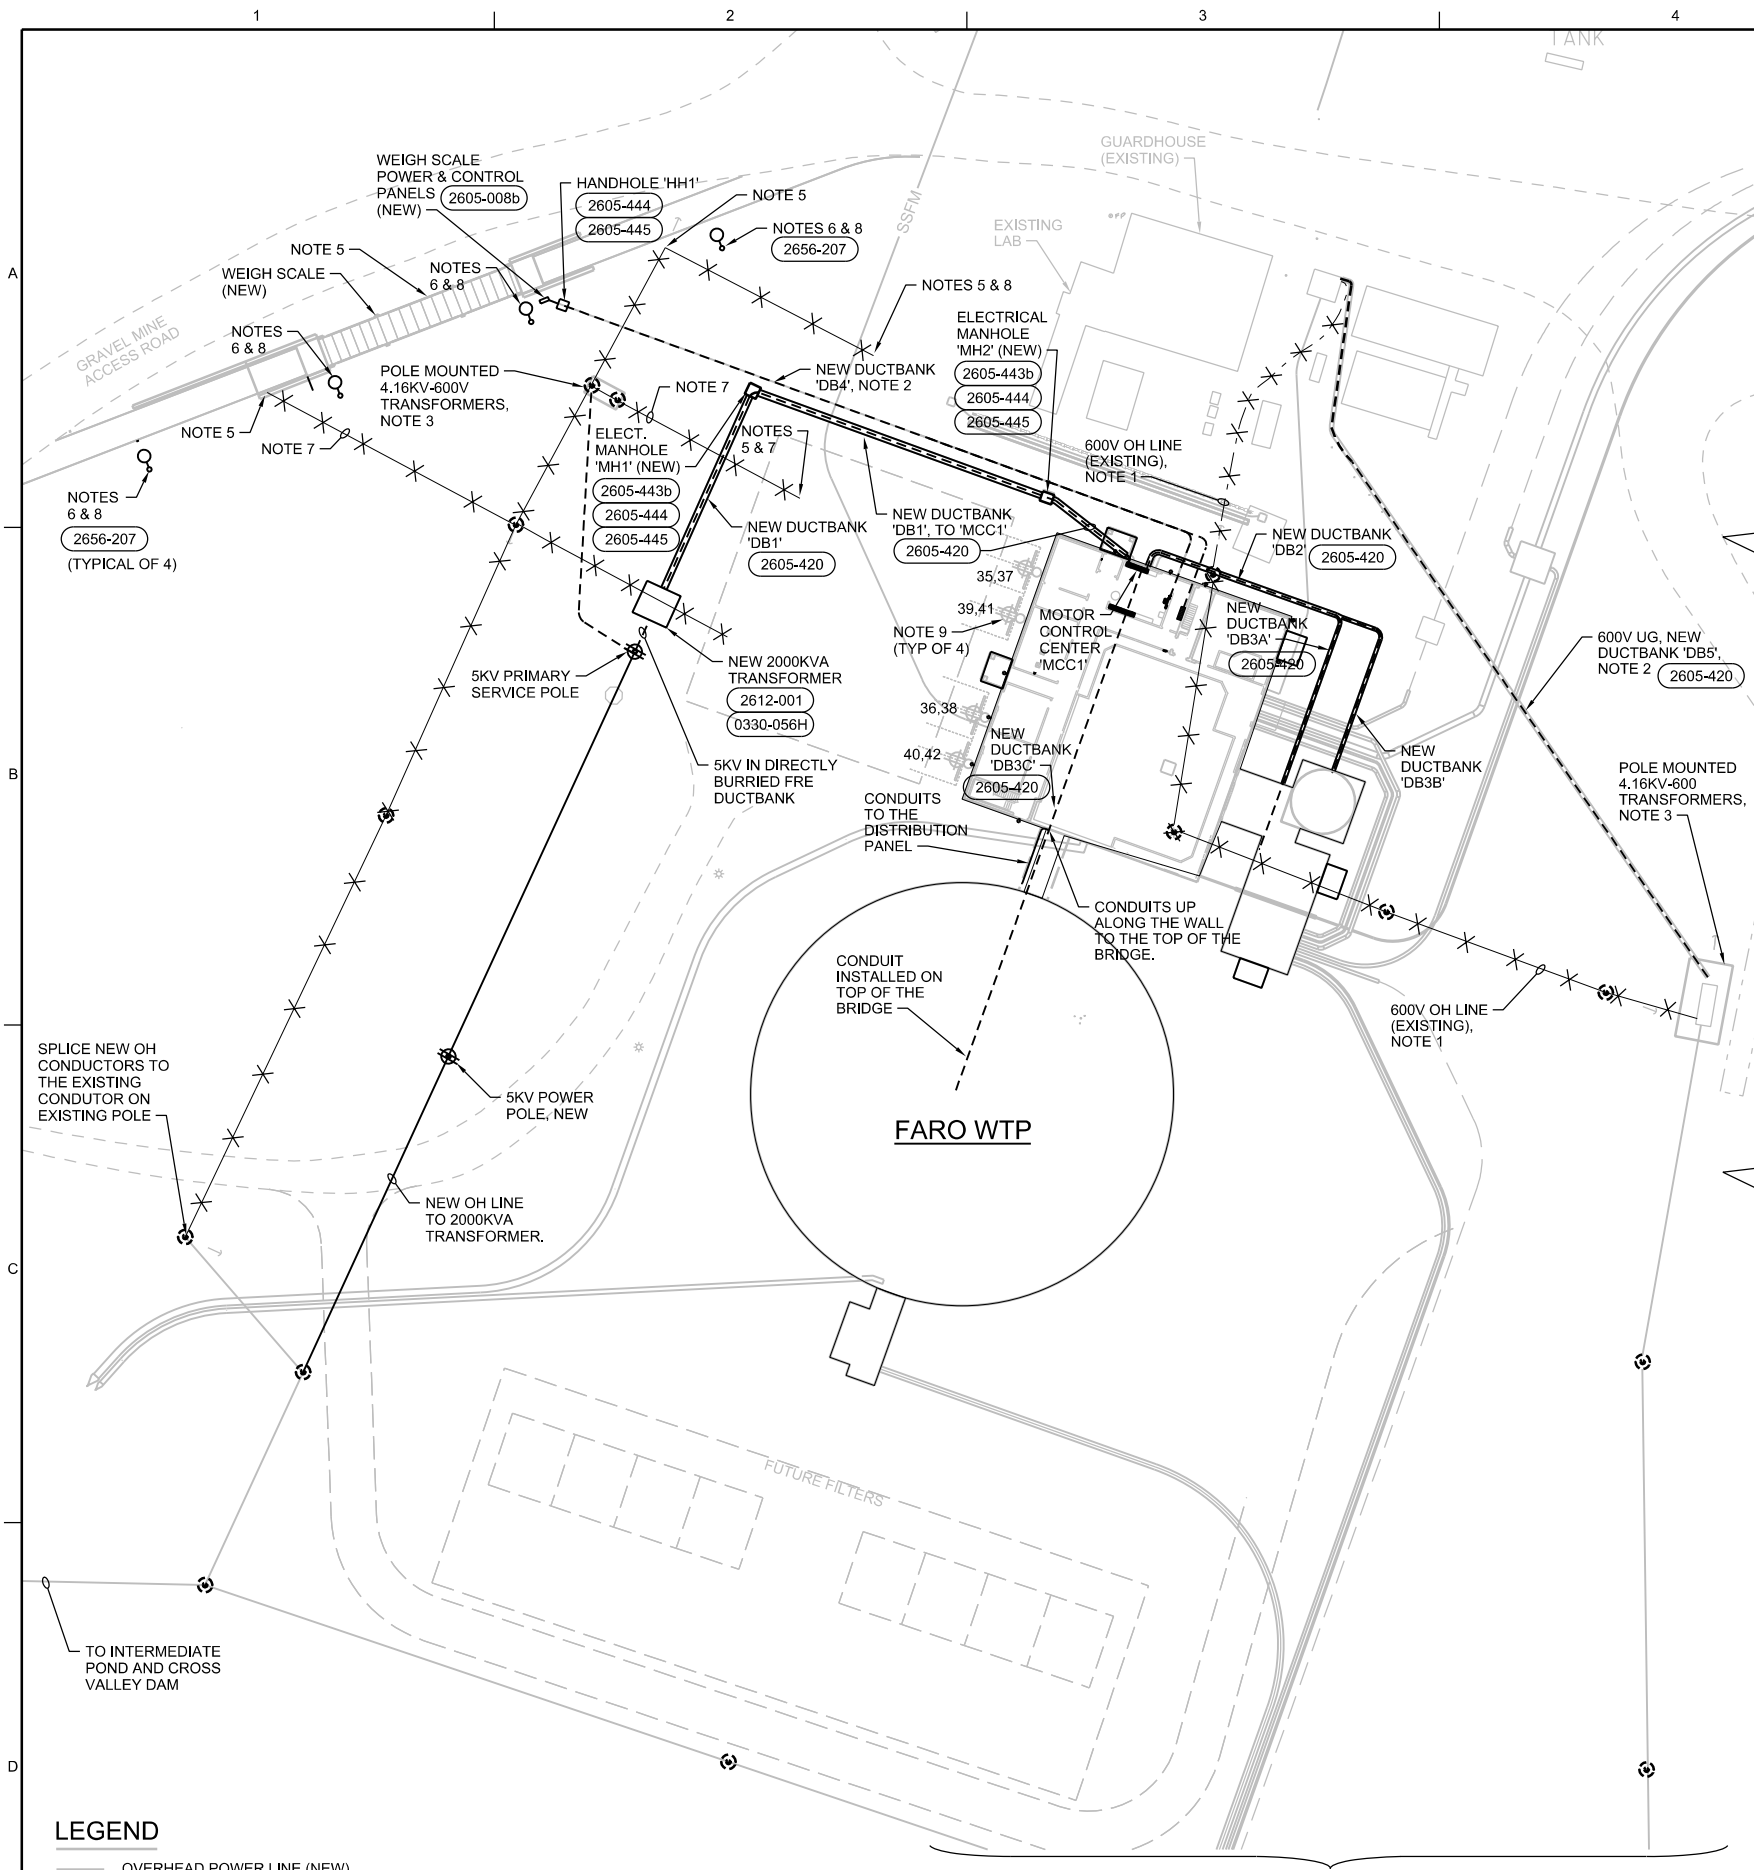 1
2
3
4
TANK
GUARDHOUSE
(EXISTING)
WEIGH SCALE
POWER & CONTROL
PANELS
(NEW)
2605-008b
HANDHOLE 'HH1'
2605-444
2605-445
NOTE 5
NOTES 6 & 8
2656-207
SSFM
EXISTING
LAB
A
NOTE 5
WEIGH SCALE
(NEW)
NOTES
6 & 8
NOTES 5 & 8
GRAVEL MINE
ACCESS ROAD
NOTES
6 & 8
ELECTRICAL
MANHOLE
'MH2' (NEW)
2605-443b
2605-444
2605-445
POLE MOUNTED
4.16KV-600V
TRANSFORMERS,
NOTE 3
NOTE 7
NEW DUCTBANK
'DB4', NOTE 2
NOTE 5
NOTE 7
ELECT.
MANHOLE
'MH1' (NEW)
2605-443b
2605-444
2605-445
NOTES
5 & 7
600V OH LINE
(EXISTING),
NOTE 1
NOTES
6 & 8
2656-207
(TYPICAL OF 4)
NEW DUCTBANK
'DB1'
2605-420
NEW DUCTBANK
'DB1', TO 'MCC1'
2605-420
NEW DUCTBANK
'DB2'
2605-420
35,37
39,41
NOTE 9
(TYP OF 4)
MOTOR
CONTROL
CENTER
'MCC1'
NEW
DUCTBANK
'DB3A'
2605-420
600V UG, NEW
DUCTBANK 'DB5',
NOTE 2
2605-420
5KV PRIMARY
SERVICE POLE
NEW 2000KVA
TRANSFORMER
2612-001
0330-056H
36,38
40,42
NEW
DUCTBANK
'DB3C'
2605-420
NEW
DUCTBANK
'DB3B'
B
5KV IN DIRECTLY
BURRIED FRE
DUCTBANK
POLE MOUNTED
4.16KV-600
TRANSFORMERS,
NOTE 3
CONDUITS
TO THE
DISTRIBUTION
PANEL
CONDUITS UP
ALONG THE WALL
TO THE TOP OF THE
BRIDGE.
CONDUIT
INSTALLED ON
TOP OF THE
BRIDGE
600V OH LINE
(EXISTING),
NOTE 1
SPLICE NEW OH
CONDUCTORS TO
THE EXISTING
CONDUTOR ON
EXISTING POLE
5KV POWER
POLE, NEW
FARO WTP
NEW OH LINE
TO 2000KVA
TRANSFORMER.
C
FUTURE FILTERS
TO INTERMEDIATE
POND AND CROSS
VALLEY DAM
D
LEGEND
OVERHEAD POWER LINE (NEW)